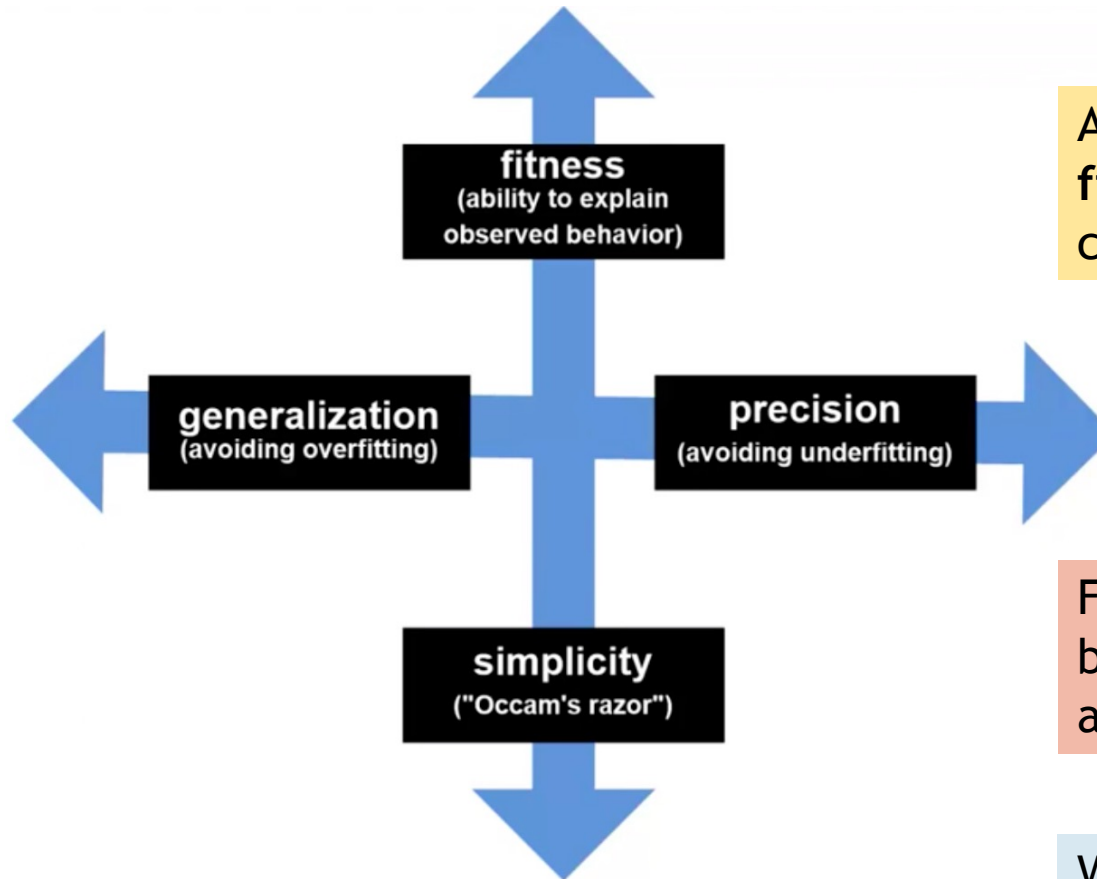 fitness
(ability to explain
observed behavior)
A
generalization
(avoiding overfitting)
precision
(avoiding underfitting)
simplicity
("Occam's razor")
F
b
a